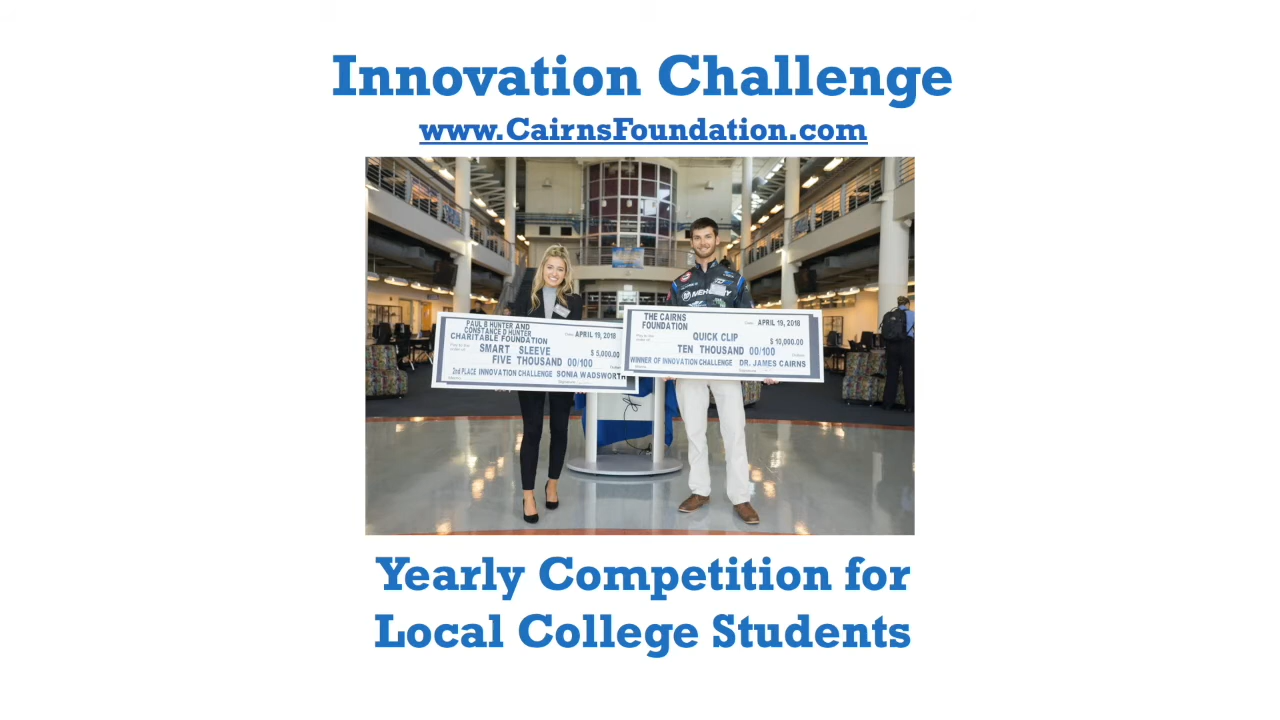 Innovation Challenge
www.CairnsFoundation.com
PAUL B HUNTER AND
CONSTANCE D HUNTER
CHARITABLE FOUNDATION
APRIL 19, 2018
SMART SLEEVE
$ 5,000.00
FIVE THOUSAND 00/100
2nd PLACE INNOVATION CHALLENGE SONIA WADSWORTH
THE CAIRNS
FOUNDATION
APRIL 19, 2018
QUICK CLIP
$ 10,000.00
TEN THOUSAND 00/100
WINNER OF INNOVATION CHALLENGE DR. JAMES CAIRNS
Yearly Competition for
Local College Students